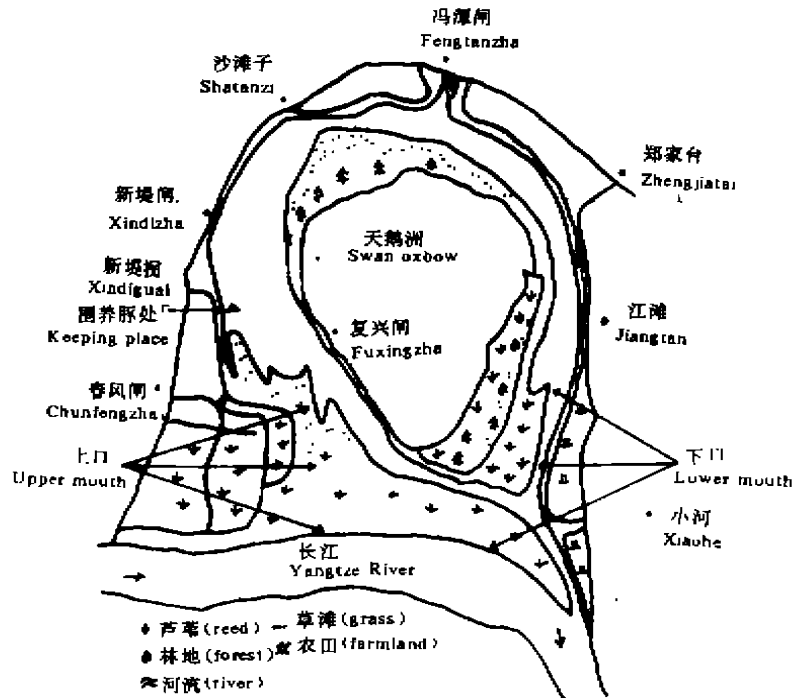 冯潭闸
Fengtanzha
沙滩子
Shatanzi
郑家台
Zhengjiatai
新堤闸
Xindizha
天鹅洲
Swan oxbow
新堤拐
Xindiguai
圈养豚处
Keeping place
复兴闸
Fuxingzha
江滩
Jiangtan
春风闸
Chunfengzha
上口
Upper mouth
下口
Lower mouth
小河
Xiaohe
长江
Yangtze River
芦苇(reed)
草滩(grass)
林地(forest)
农田(farmland)
河流(river)